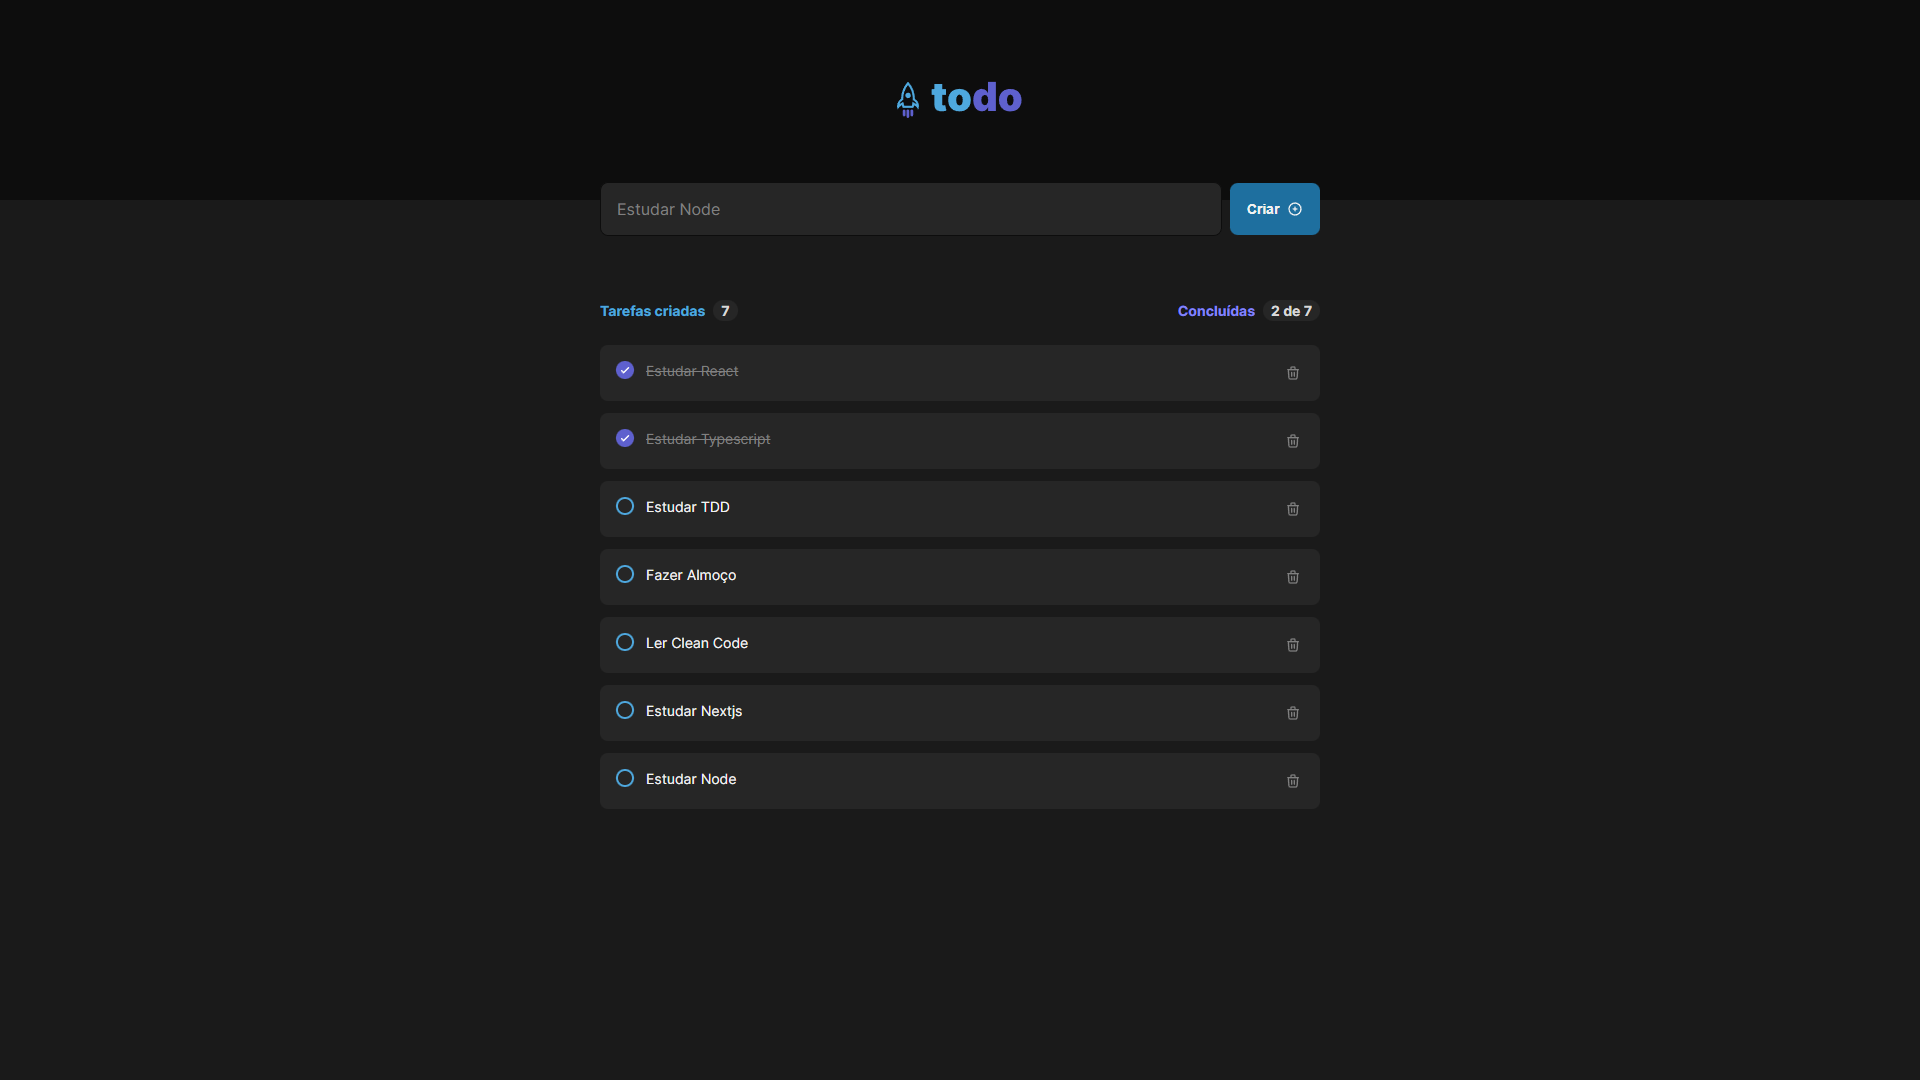 todo
Estudar Node
Criar
Tarefas criadas 7
Concluídas 2 de 7
Estudar React
Estudar Typescript
Estudar TDD
Fazer Almoço
Ler Clean Code
Estudar Nextjs
Estudar Node